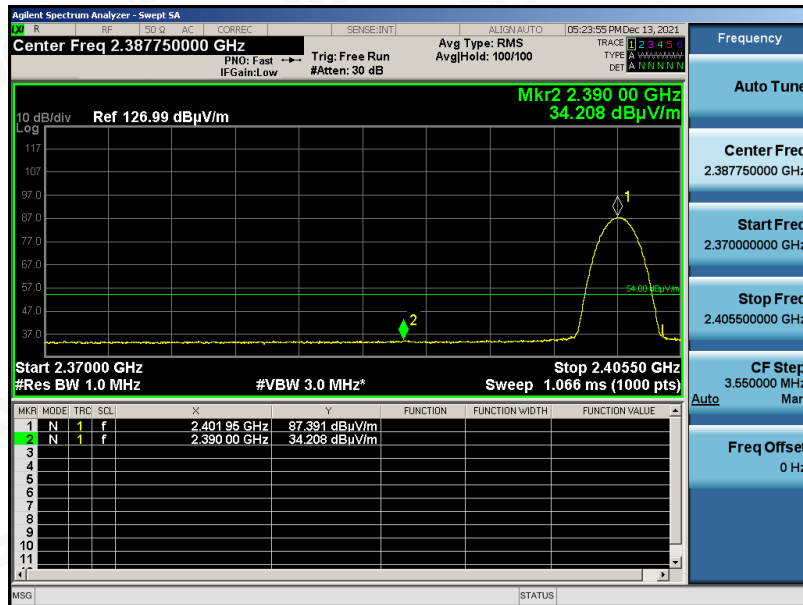 Agilent Spectrum Analyzer - Swept SA
LXI R RF 50 Ω AC CORREC SENSE:INT ALIGN AUTO 05:23:55 PM Dec 13, 2021
Center Freq 2.387750000 GHz
PNO: Fast
IFGain:Low
Trig: Free Run
#Atten: 30 dB
Avg Type: RMS
Avg|Hold: 100/100
TRACE 1 2 3 4 5 6
TYPE A
DET A N N N N N
Mkr2 2.390 00 GHz
34.208 dBμV/m
10 dB/div Ref 126.99 dBμV/m
Log
117
107
97.0
87.0
77.0
67.0
57.0
47.0
37.0
1
54.00 dBμV/m
2
Start 2.37000 GHz Stop 2.40550 GHz
#Res BW 1.0 MHz #VBW 3.0 MHz* Sweep 1.066 ms (1000 pts)
MKR MODE TRC SCL X Y FUNCTION FUNCTION WIDTH FUNCTION VALUE
1 N 1 f 2.401 95 GHz 87.391 dBμV/m
2 N 1 f 2.390 00 GHz 34.208 dBμV/m
3
4
5
6
7
8
9
10
11
MSG STATUS
Frequency
Auto Tune
Center Freq
2.387750000 GHz
Start Freq
2.370000000 GHz
Stop Freq
2.405500000 GHz
CF Step
3.550000 MHz
Auto Man
Freq Offset
0 Hz